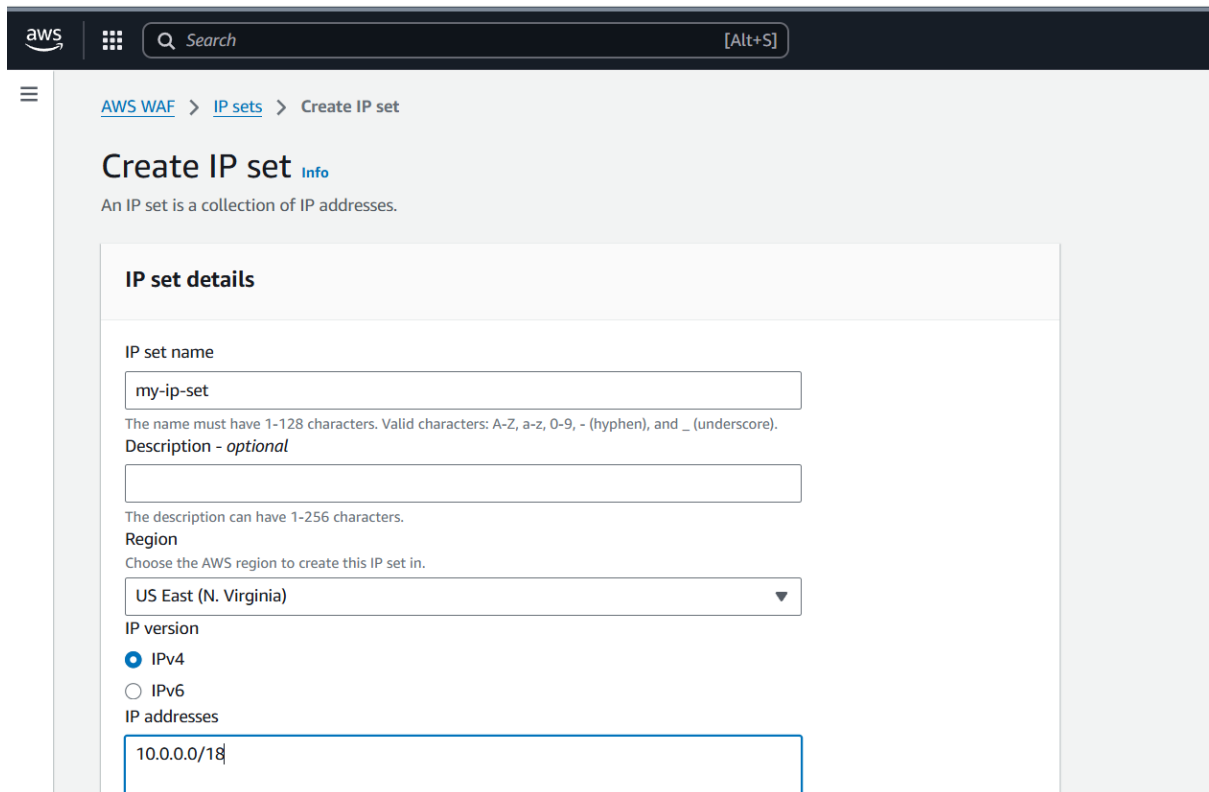 aws
Search [Alt+S]
AWS WAF > IP sets > Create IP set
Create IP set Info
An IP set is a collection of IP addresses.
IP set details
IP set name
my-ip-set
The name must have 1-128 characters. Valid characters: A-Z, a-z, 0-9, - (hyphen), and _ (underscore).
Description - optional
The description can have 1-256 characters.
Region
Choose the AWS region to create this IP set in.
US East (N. Virginia)
IP version
IPv4
IPv6
IP addresses
10.0.0.0/18